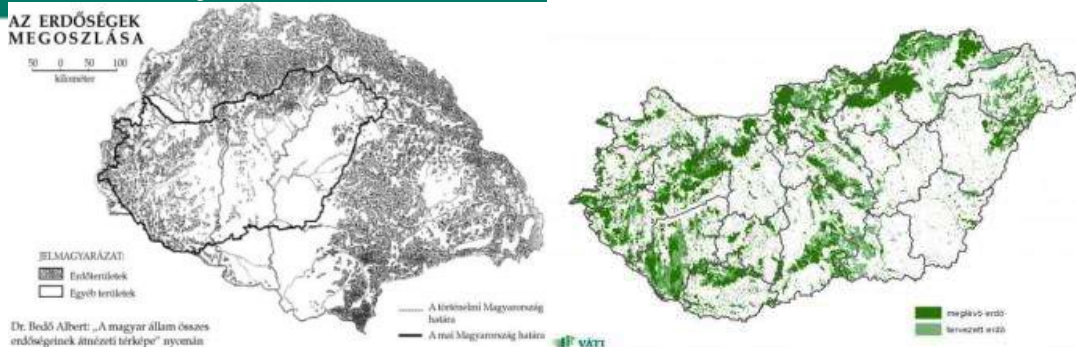 AZ ERDŐSÉGEK
MEGOSZLÁSA
50 0 50 100
kilométer
JELMAGYARÁZAT:
Erdőterületek
Egyéb területek
Dr. Bedő Albert: „A magyar állam összes
erdőségeinek átnézeti térképe" nyomán
A történelmi Magyarország
határa
A mai Magyarország határa
meglévő erdő
tervezett erdő
VÁTI